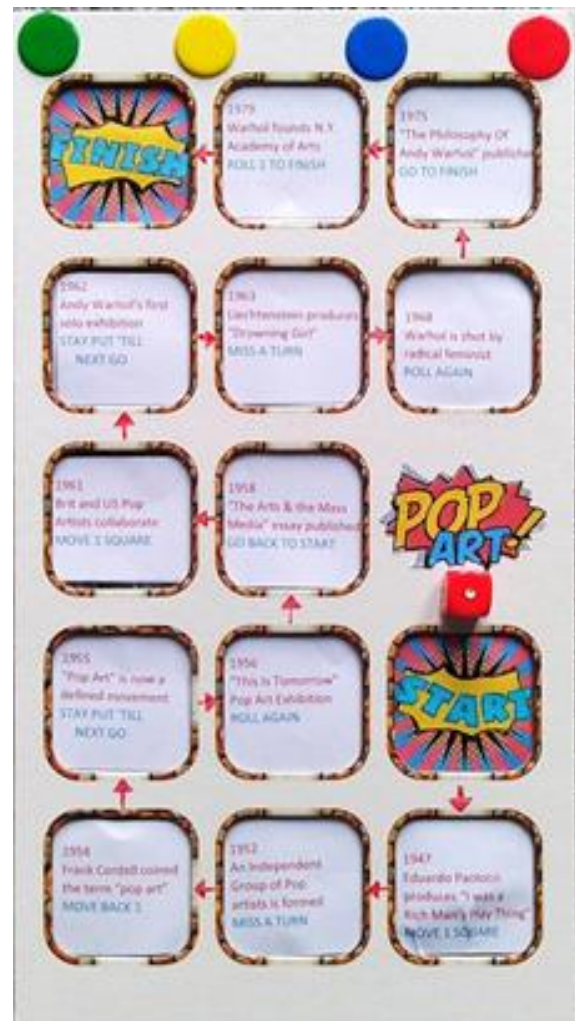 FINISH
1979
Warhol founds N.Y.
Academy of Arts
ROLL 1 TO FINISH
1975
"The Philosophy Of
Andy Warhol" publishe
GO TO FINISH
1962
Andy Warhol's first
solo exhibition
STAY PUT 'TILL
NEXT GO
1963
Liechtenstein produces
"Drowning Girl"
MISS A TURN
1968
Warhol is shot by
radical feminist
ROLL AGAIN
1961
Brit and US Pop
Artists collaborate
MOVE 1 SQUARE
1958
"The Arts & the Mass
Media" essay published
GO BACK TO START
POP
ART!
1955
"Pop Art" is now a
defined movement
STAY PUT 'TILL
NEXT GO
1956
"This Is Tomorrow"
Pop Art Exhibition
ROLL AGAIN
START
1954
Frank Cordell coined
the term "pop art"
MOVE BACK 1
1952
An Independent
Group of Pop
artists is formed
MISS A TURN
1947
Eduardo Paolozzi
produces "I was a
Rich Man's Play Thing"
MOVE 1 SQUARE